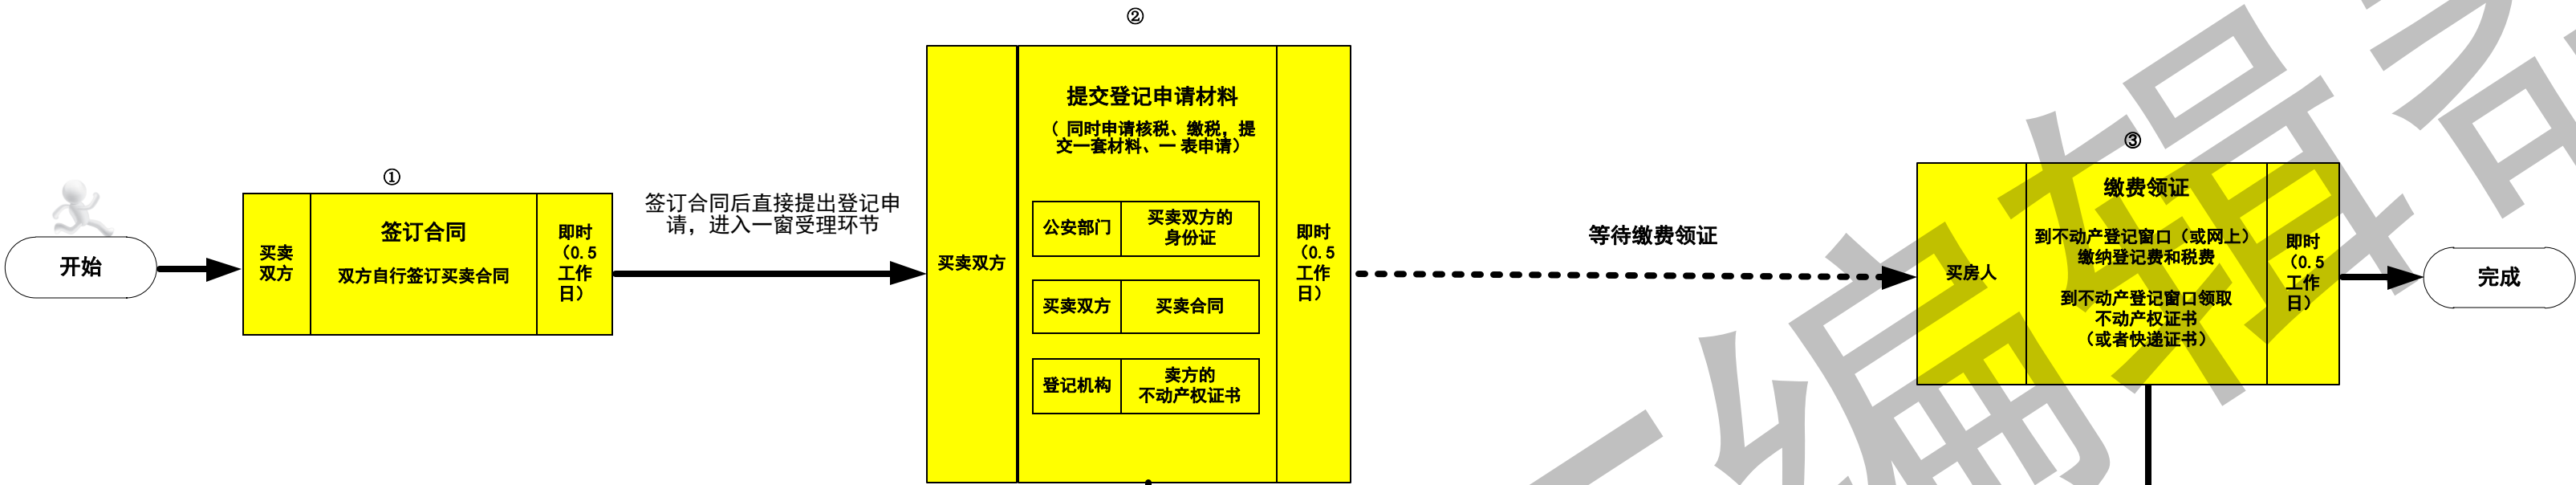 ②
提交登记申请材料
（ 同时申请核税、缴税，提
交一套材料、一 表申请）
①
③
开始
买卖
双方
签订合同
双方自行签订买卖合同
即时
（0.5
工作
日）
签订合同后直接提出登记申
请，进入一窗受理环节
买卖双方
公安部门
买卖双方的
身份证
买卖双方
买卖合同
登记机构
卖方的
不动产权证书
即时
（0.5
工作
日）
等待缴费领证
买房人
缴费领证
到不动产登记窗口（或网上）
缴纳登记费和税费
到不动产登记窗口领取
不动产权证书
（或者快递证书）
即时
（0.5
工作
日）
完成
编辑